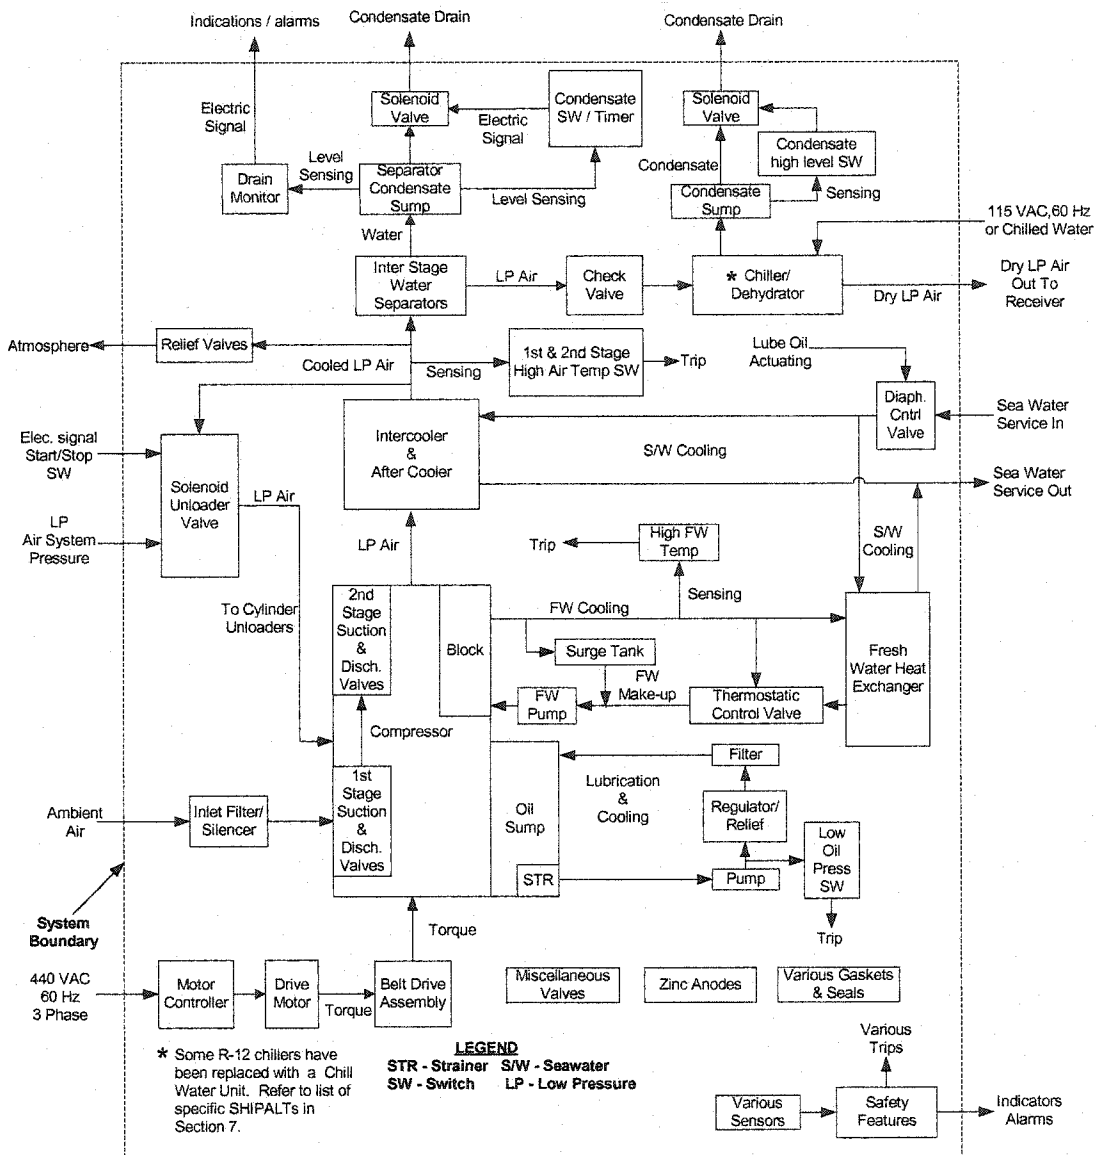 Indications / alarms
Condensate Drain
Condensate Drain
Electric
Signal
Solenoid
Valve
Electric
Signal
Condensate
SW / Timer
Solenoid
Valve
Condensate
high level SW
Level
Sensing
Drain
Monitor
Separator
Condensate
Sump
Level Sensing
Condensate
Condensate
Sump
Sensing
115 VAC,60 Hz
or Chilled Water
Water
Inter Stage
Water
Separators
LP Air
Check
Valve
* Chiller/
Dehydrator
Dry LP Air
Dry LP Air
Out To
Receiver
Atmosphere
Relief Valves
Cooled LP Air
Sensing
1st & 2nd Stage
High Air Temp SW
Trip
Lube Oil
Actuating
Diaph.
Cntrl
Valve
Sea Water
Service In
Elec. signal
Start/Stop
SW
Intercooler
&
After Cooler
S/W Cooling
Sea Water
Service Out
Solenoid
Unloader
Valve
LP Air
LP
Air System
Pressure
LP Air
Trip
High FW
Temp
S/W
Cooling
To Cylinder
Unloaders
2nd
Stage
Suction
&
Disch.
Valves
Block
FW Cooling
Sensing
Surge Tank
FW
Make-up
FW
Pump
Thermostatic
Control Valve
Fresh
Water Heat
Exchanger
Compressor
1st
Stage
Suction
&
Disch.
Valves
Oil
Sump
STR
Lubrication
&
Cooling
Filter
Regulator/
Relief
Pump
Low
Oil
Press
SW
Trip
Ambient
Air
Inlet Filter/
Silencer
System
Boundary
Torque
440 VAC
60 Hz
3 Phase
Motor
Controller
Drive
Motor
Torque
Belt Drive
Assembly
Miscellaneous
Valves
Zinc Anodes
Various Gaskets
& Seals
* Some R-12 chillers have
been replaced with a Chill
Water Unit. Refer to list of
specific SHIPALTs in
Section 7.
LEGEND
STR - Strainer S/W - Seawater
SW - Switch LP - Low Pressure
Various
Trips
Various
Sensors
Safety
Features
Indicators
Alarms